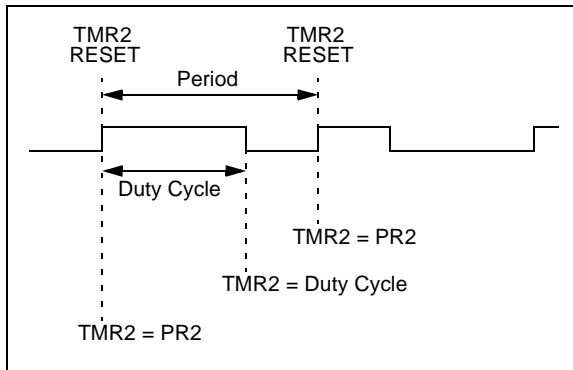 TMR2 RESET
TMR2 RESET
Period
Duty Cycle
TMR2 = PR2
TMR2 = Duty Cycle
TMR2 = PR2